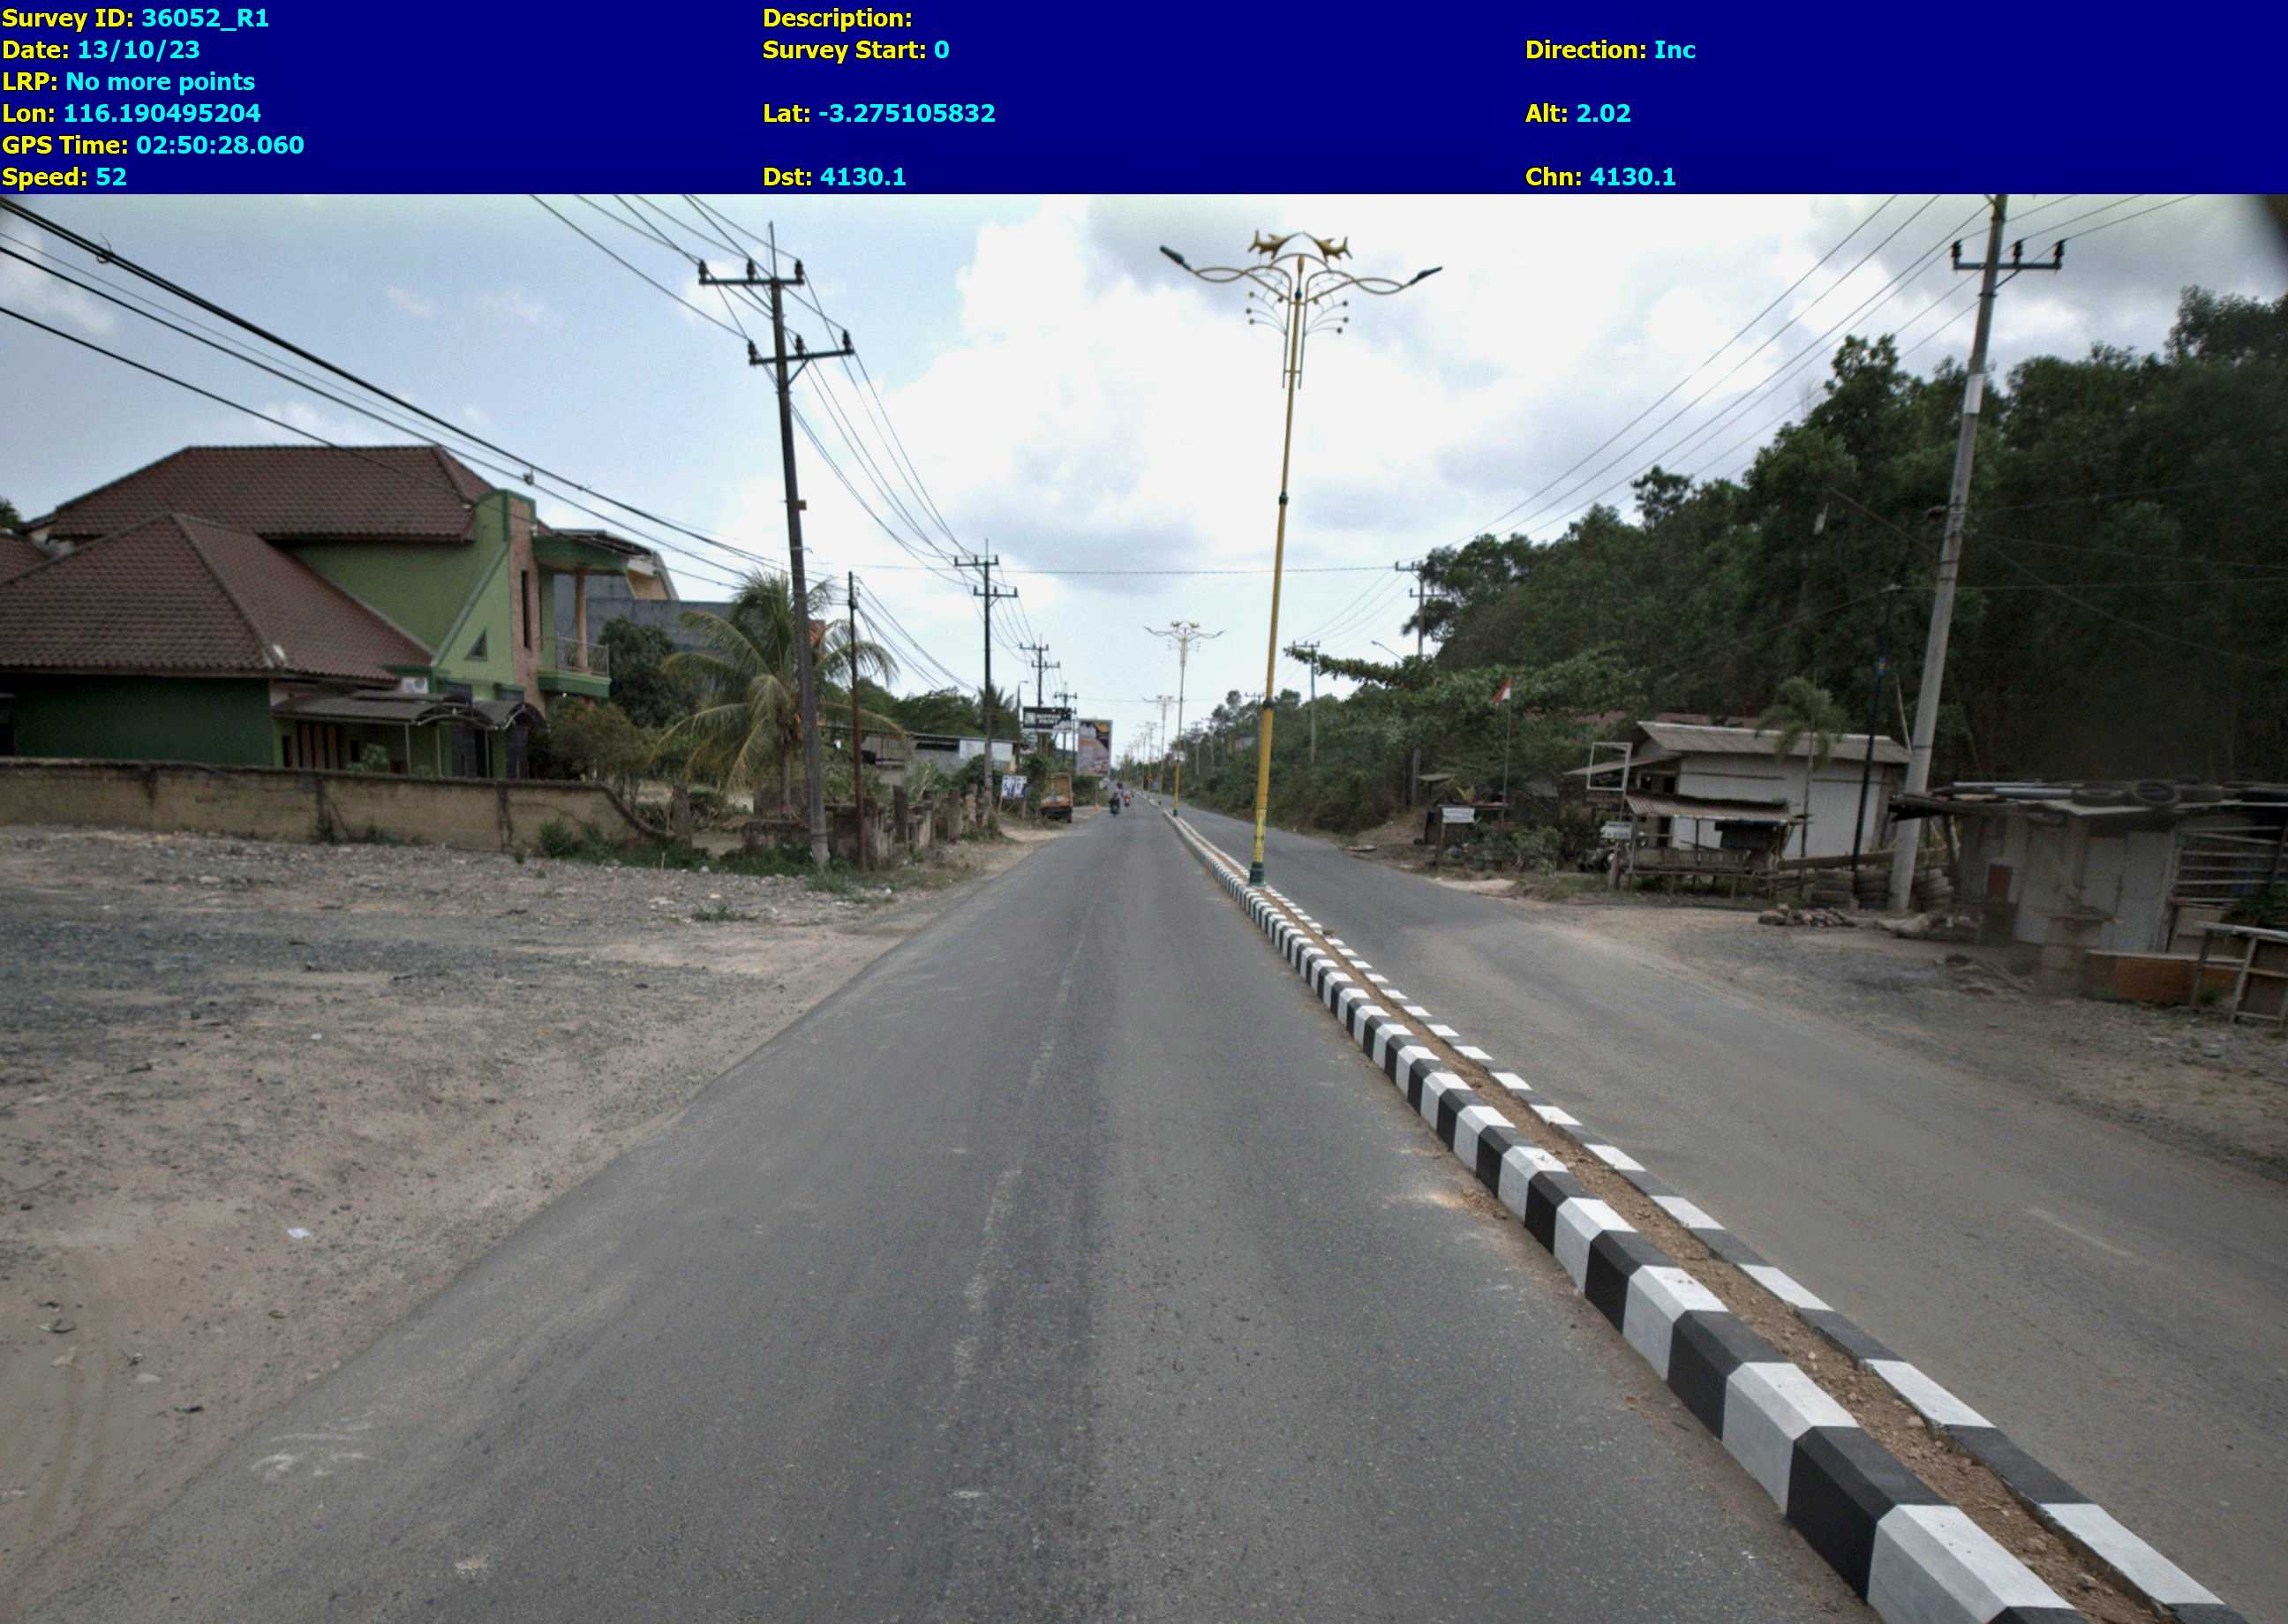 Survey ID: 36052_R1
Description:
Date: 13/10/23
Survey Start: 0
Direction: Inc
LRP: No more points
Lon: 116.190495204
Lat: -3.275105832
Alt: 2.02
GPS Time: 02:50:28.060
Speed: 52
Dst: 4130.1
Chn: 4130.1